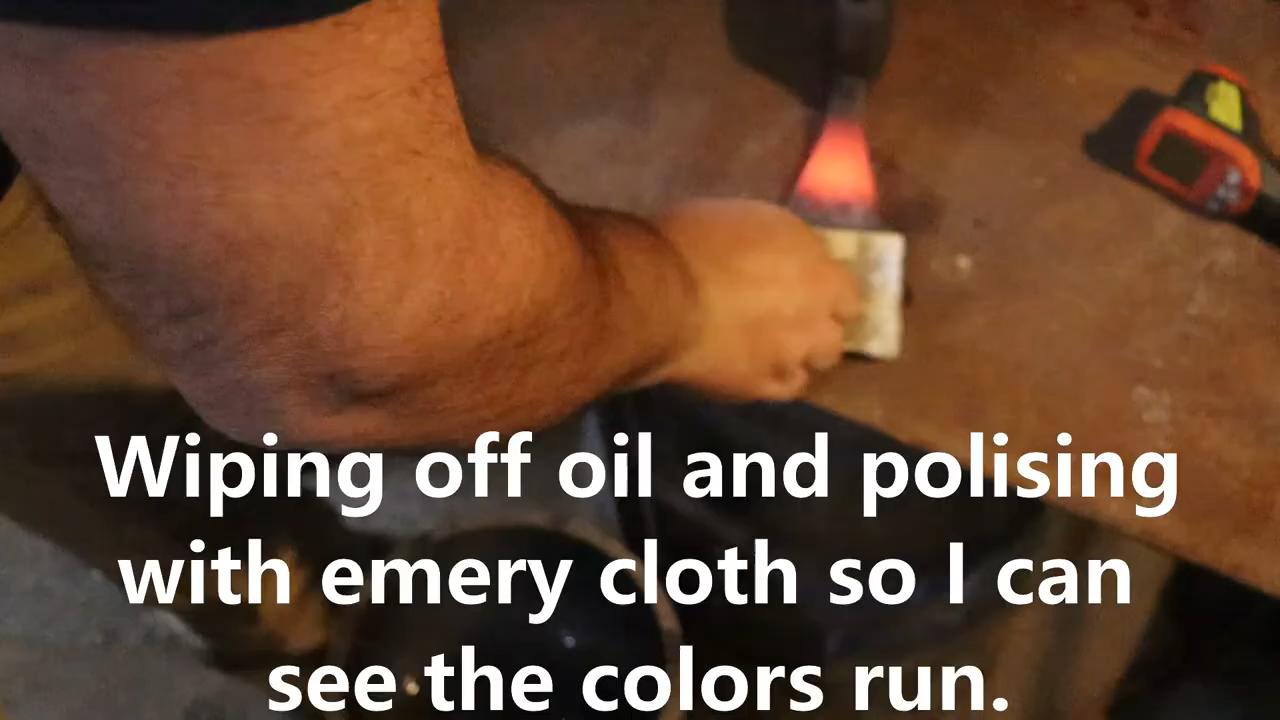 Wiping off oil and polising
with emery cloth so I can
see the colors run.